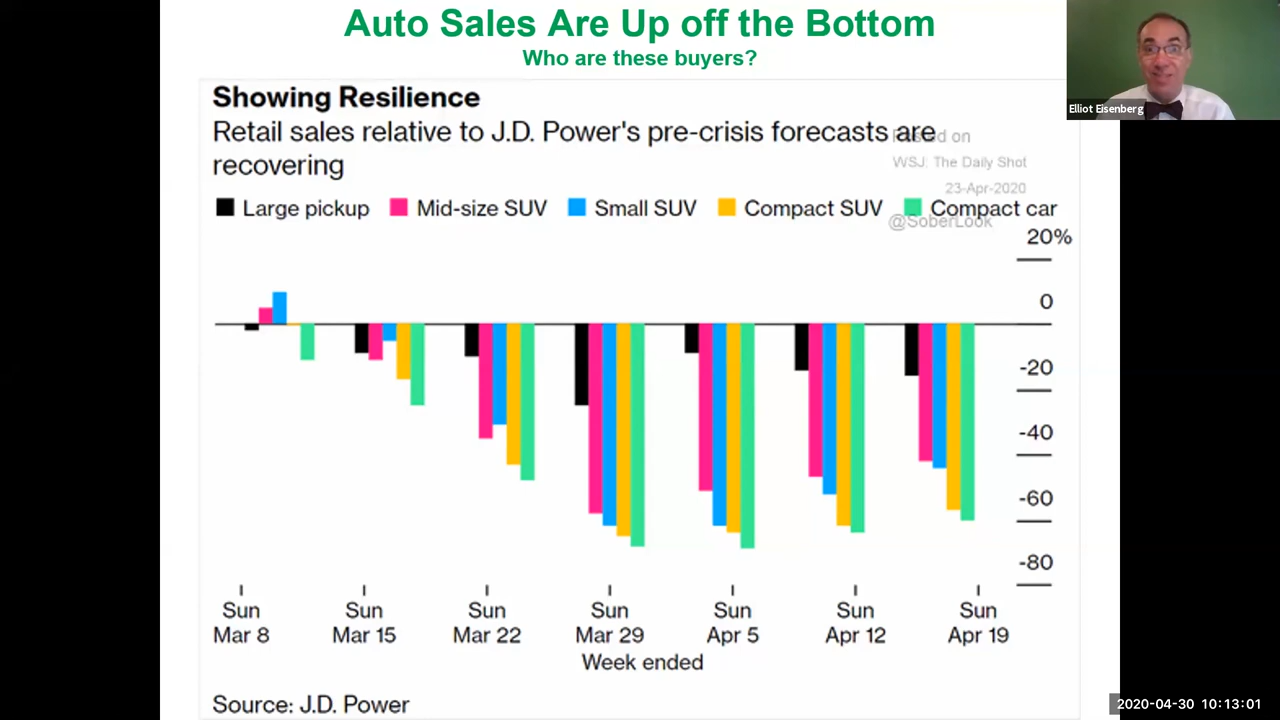 Auto Sales Are Up off the Bottom
Who are these buyers?
Elliot Eisenberg
Showing Resilience
Retail sales relative to J.D. Power's pre-crisis forecasts are
recovering
Posted on
WSJ: The Daily Shot
23-Apr-2020
@SoberLook
Large pickup Mid-size SUV Small SUV Compact SUV Compact car
20%
0
-20
-40
-60
-80
Sun Sun Sun Sun Sun Sun Sun
Mar 8 Mar 15 Mar 22 Mar 29 Apr 5 Apr 12 Apr 19
Week ended
Source: J.D. Power
2020-04-30 10:13:01